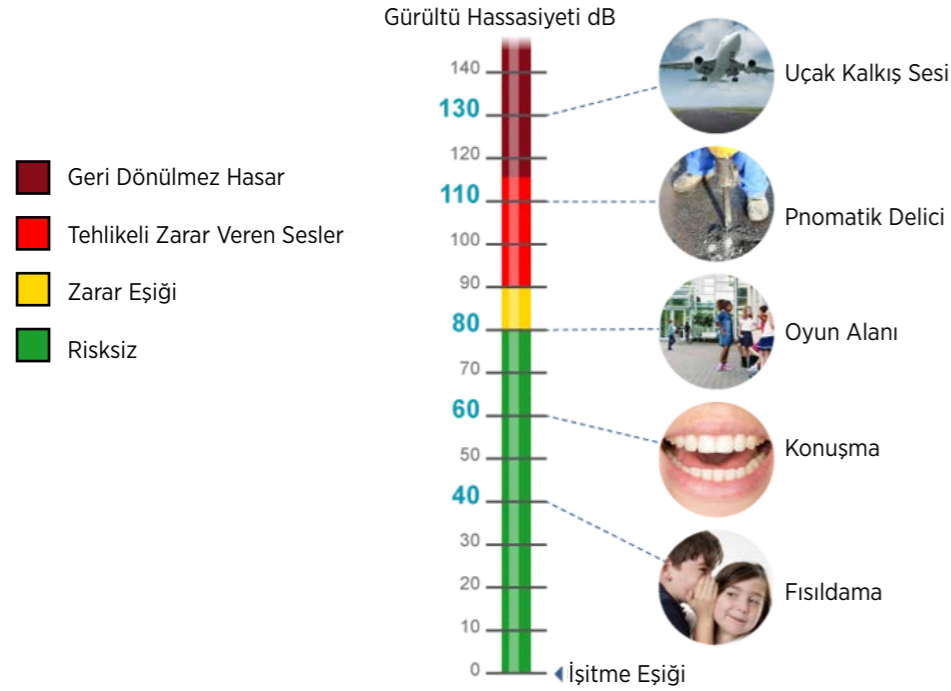 Gürültü Hassasiyeti dB
140
130
120
110
100
90
80
70
60
50
40
30
20
10
0
Geri Dönülmez Hasar
Tehlikeli Zarar Veren Sesler
Zarar Eşiği
Risksiz
Uçak Kalkış Sesi
Pnomatik Delici
Oyun Alanı
Konuşma
Fısıldama
İşitme Eşiği